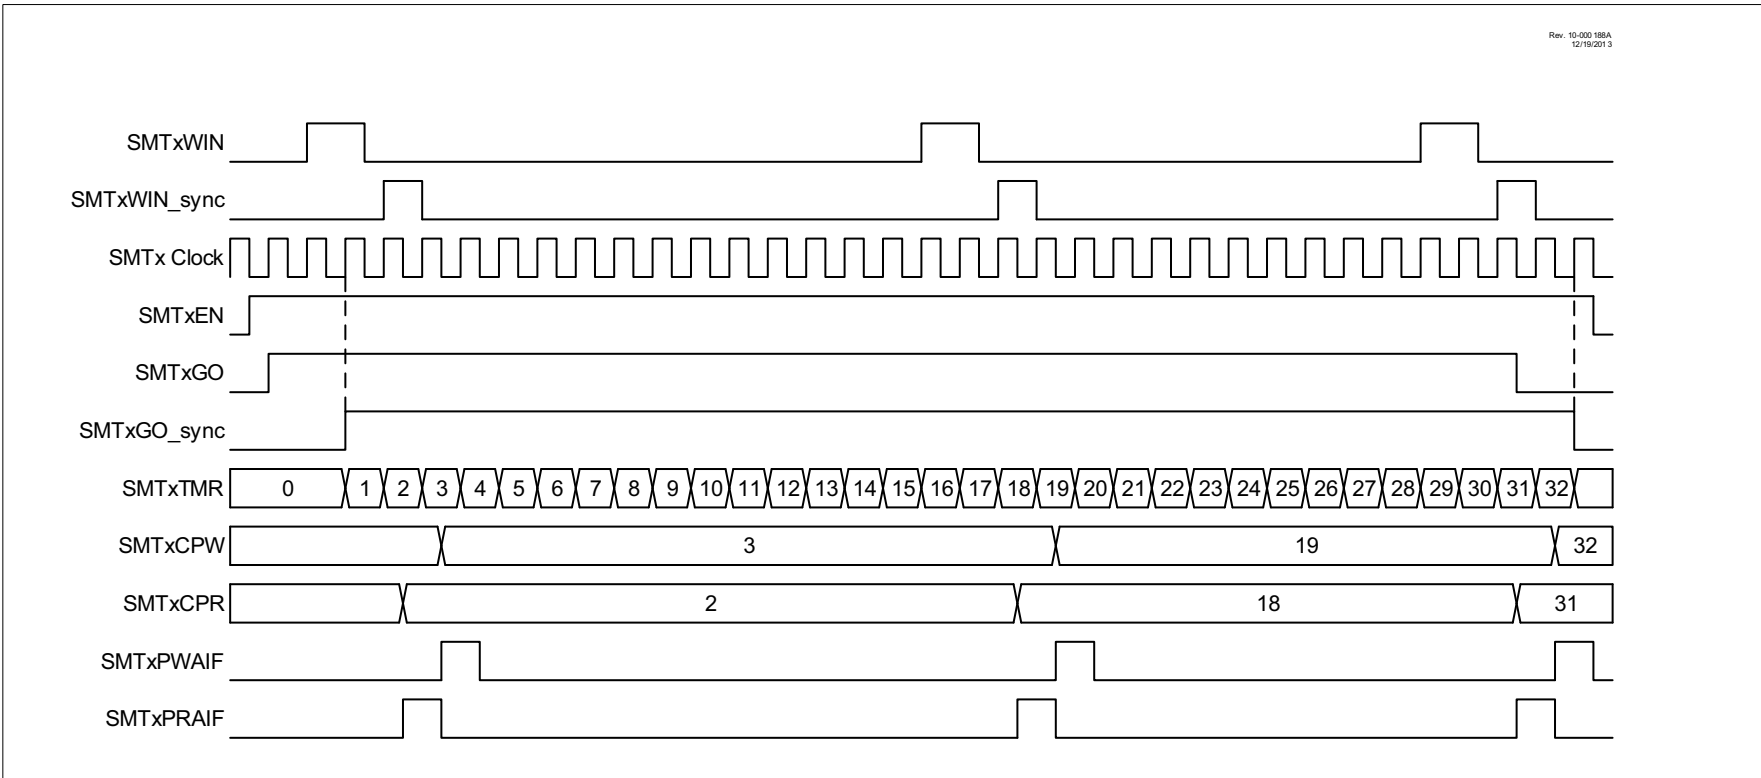 Rev. 10-000 188A
12/19/201 3
SMTxWIN
SMTxWIN_sync
SMTx Clock
SMTxEN
SMTxGO
SMTxGO_sync
SMTxTMR 0 1 2 3 4 5 6 7 8 9 10 11 12 13 14 15 16 17 18 19 20 21 22 23 24 25 26 27 28 29 30 31 32
SMTxCPW 3 19 32
SMTxCPR 2 18 31
SMTxPWAIF
SMTxPRAIF